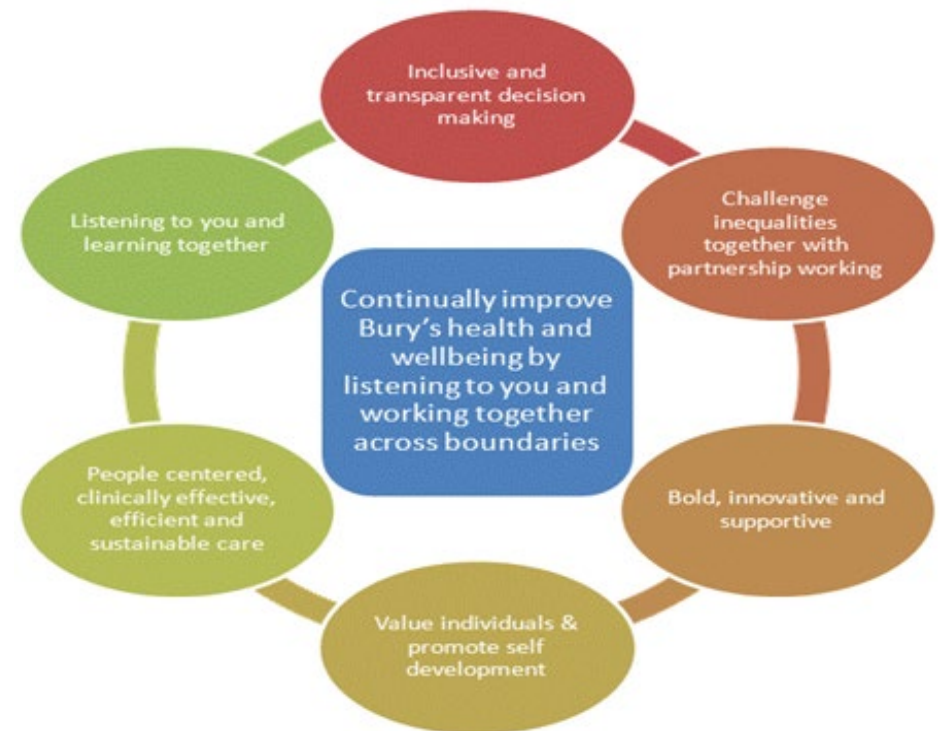 Inclusive and
transparent decision
making
Challenge
inequalities
together with
partnership working
Bold, innovative and
supportive
Value individuals &
promote self
development
People centered,
clinically effective,
efficient and
sustainable care
Listening to you and
learning together
Continually improve
Bury's health and
wellbeing by
listening to you and
working together
across boundaries